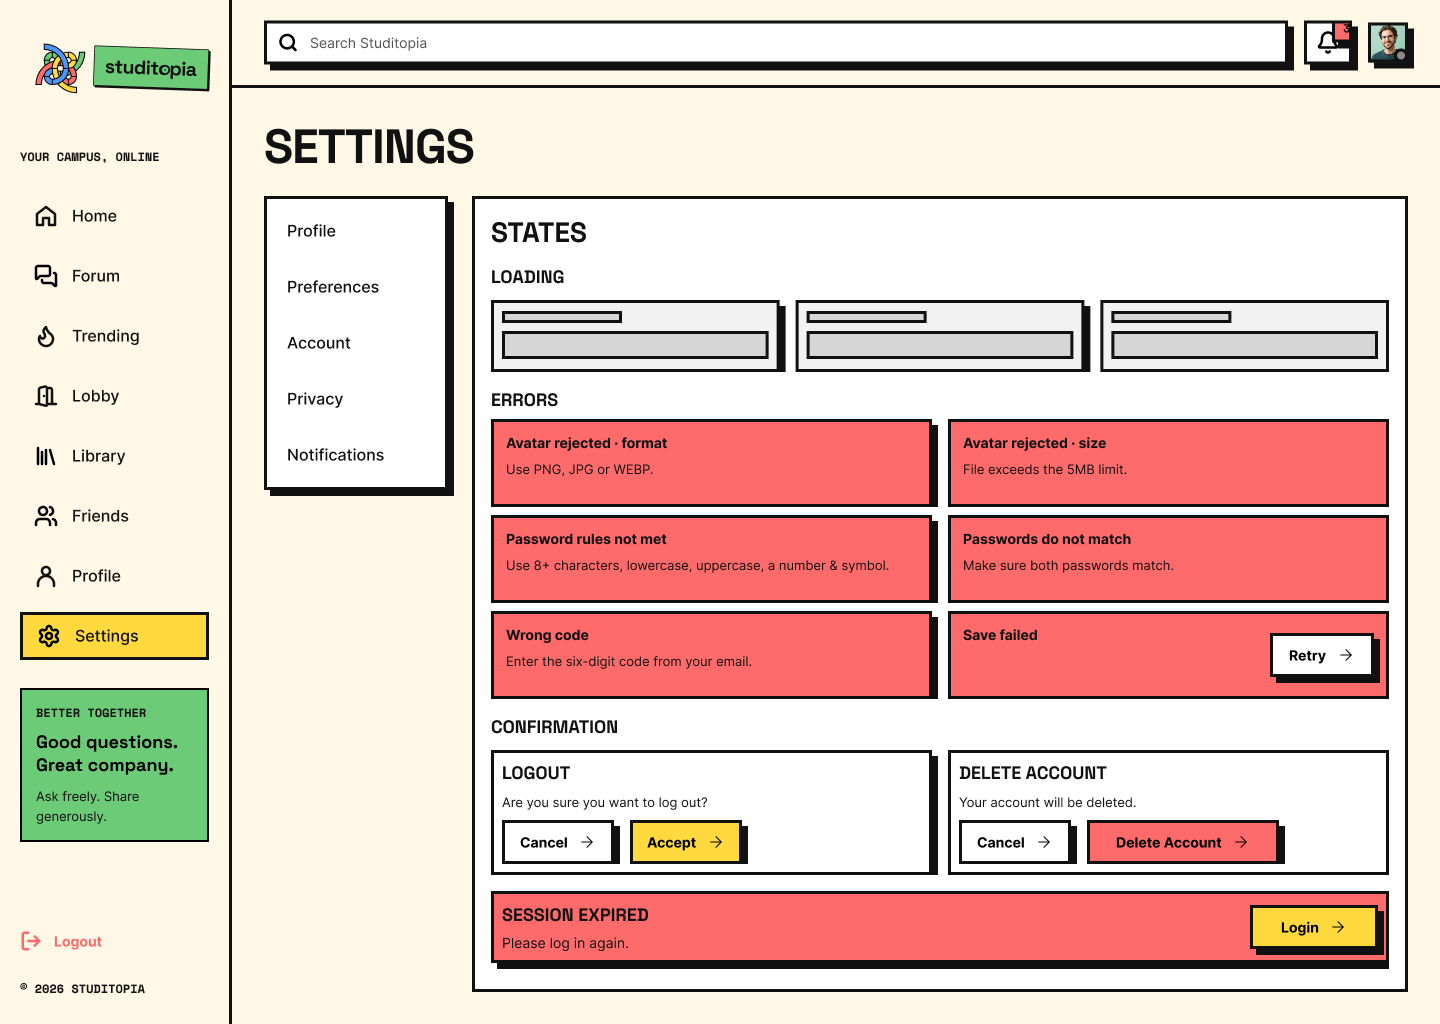 studitopia
Search Studitopia
YOUR CAMPUS, ONLINE
Home
Forum
Trending
Lobby
Library
Friends
Profile
Settings
BETTER TOGETHER
Good questions.
Great company.
Ask freely. Share
generously.
Logout
© 2026 STUDITOPIA
SETTINGS
Profile
Preferences
Account
Privacy
Notifications
STATES
LOADING
ERRORS
Avatar rejected · format
Use PNG, JPG or WEBP.
Avatar rejected · size
File exceeds the 5MB limit.
Password rules not met
Use 8+ characters, lowercase, uppercase, a number & symbol.
Passwords do not match
Make sure both passwords match.
Wrong code
Enter the six-digit code from your email.
Save failed
Retry
CONFIRMATION
LOGOUT
Are you sure you want to log out?
Cancel
Accept
DELETE ACCOUNT
Your account will be deleted.
Cancel
Delete Account
SESSION EXPIRED
Please log in again.
Login